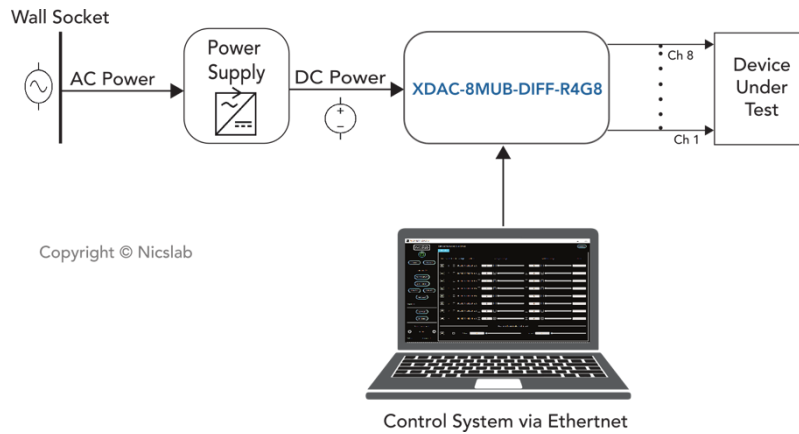 Wall Socket
AC Power
Power
Supply
DC Power
XDAC-8MUB-DIFF-R4G8
Ch 8
Ch 1
Device
Under
Test
Copyright © Nicslab
Control System via Ethertnet